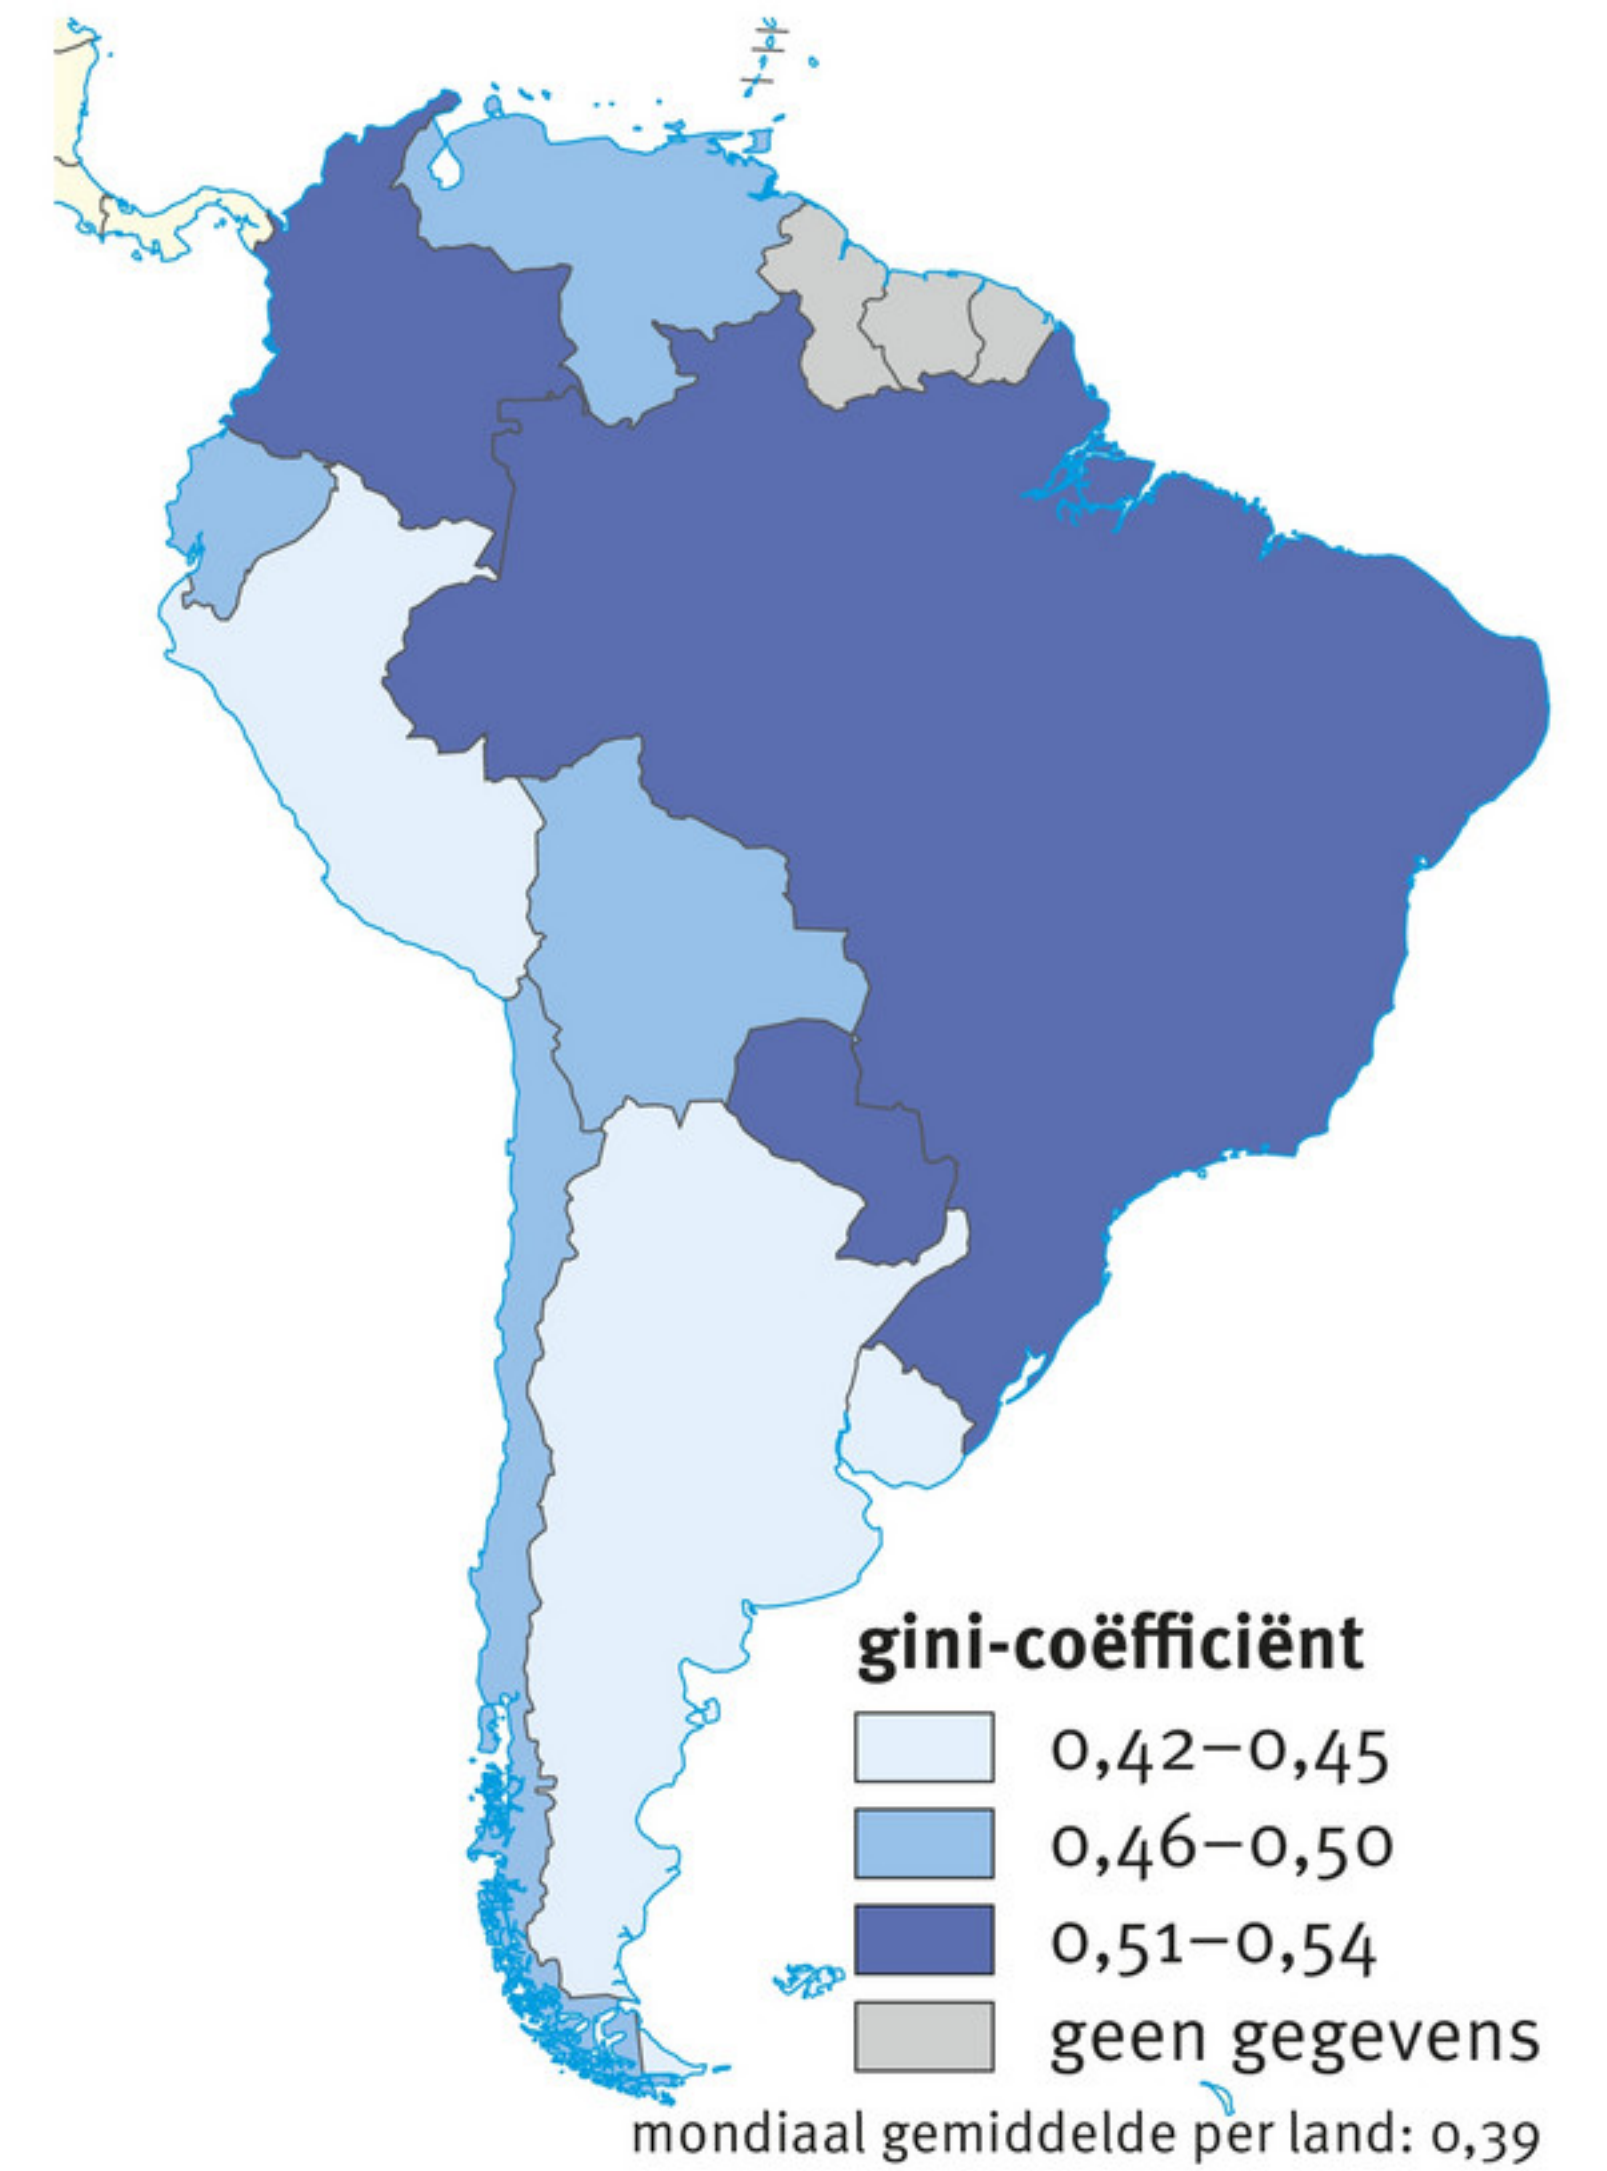 gini-coëfficiënt
0,42–0,45
0,46–0,50
0,51–0,54
geen gegevens
mondiaal gemiddelde per land: 0,39